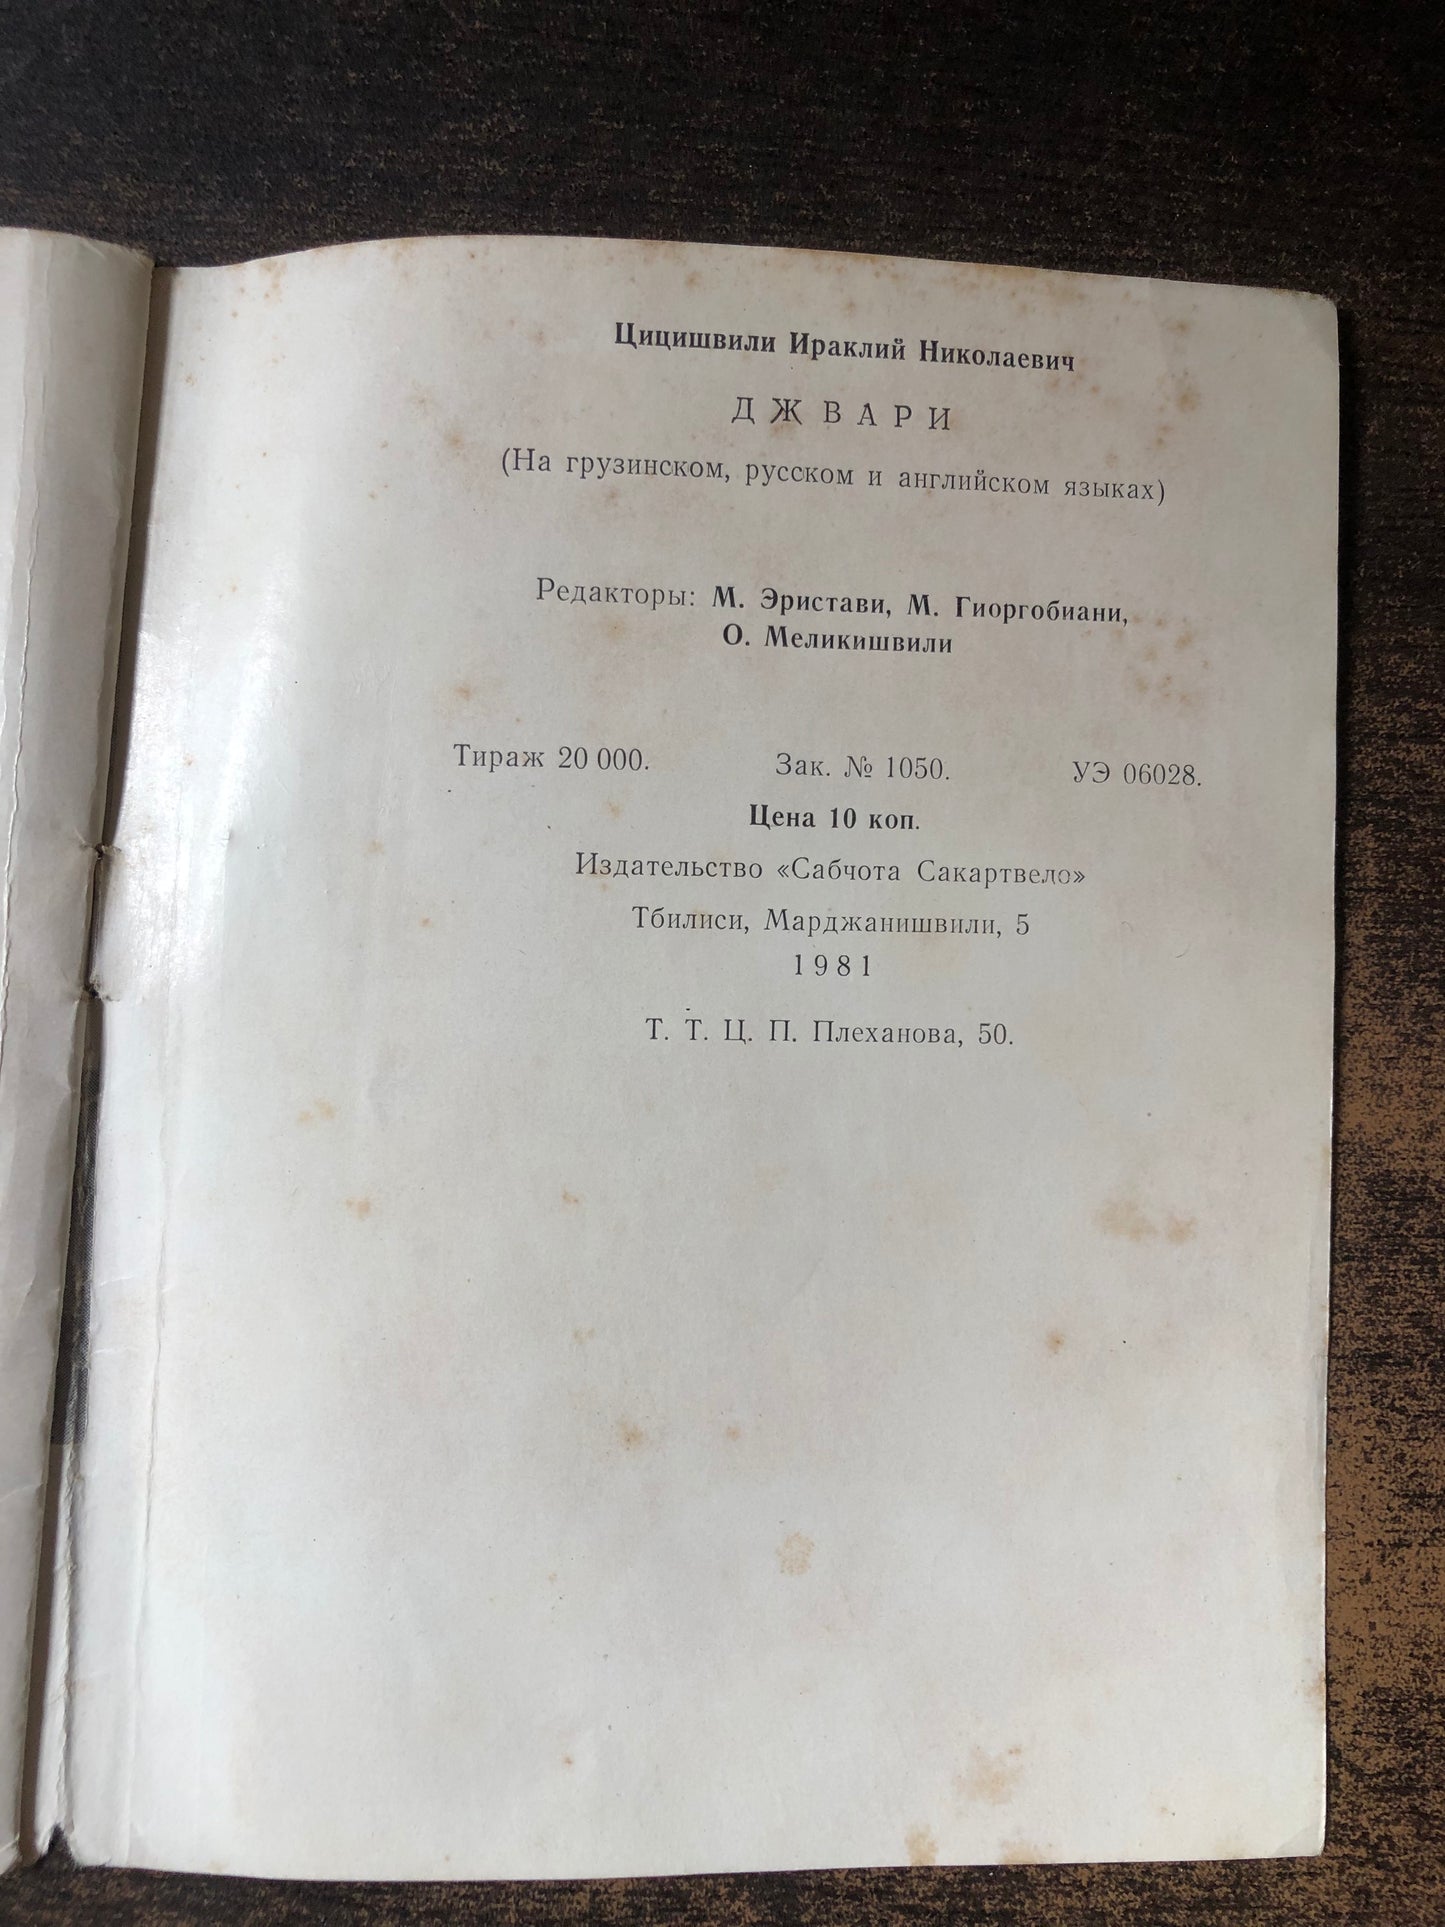 Цицишвили Ираклий Николаевич
ДЖВАРИ
(На грузинском, русском и английском языках)
Редакторы: М. Эристави, М. Гиоргобиани,
О. Меликишвили
Тираж 20 000. Зак. № 1050. УЭ 06028.
Цена 10 коп.
Издательство «Сабчота Сакартвело»
Тбилиси, Марджанишвили, 5
1981
Т. Т. Ц. П. Плеханова, 50.